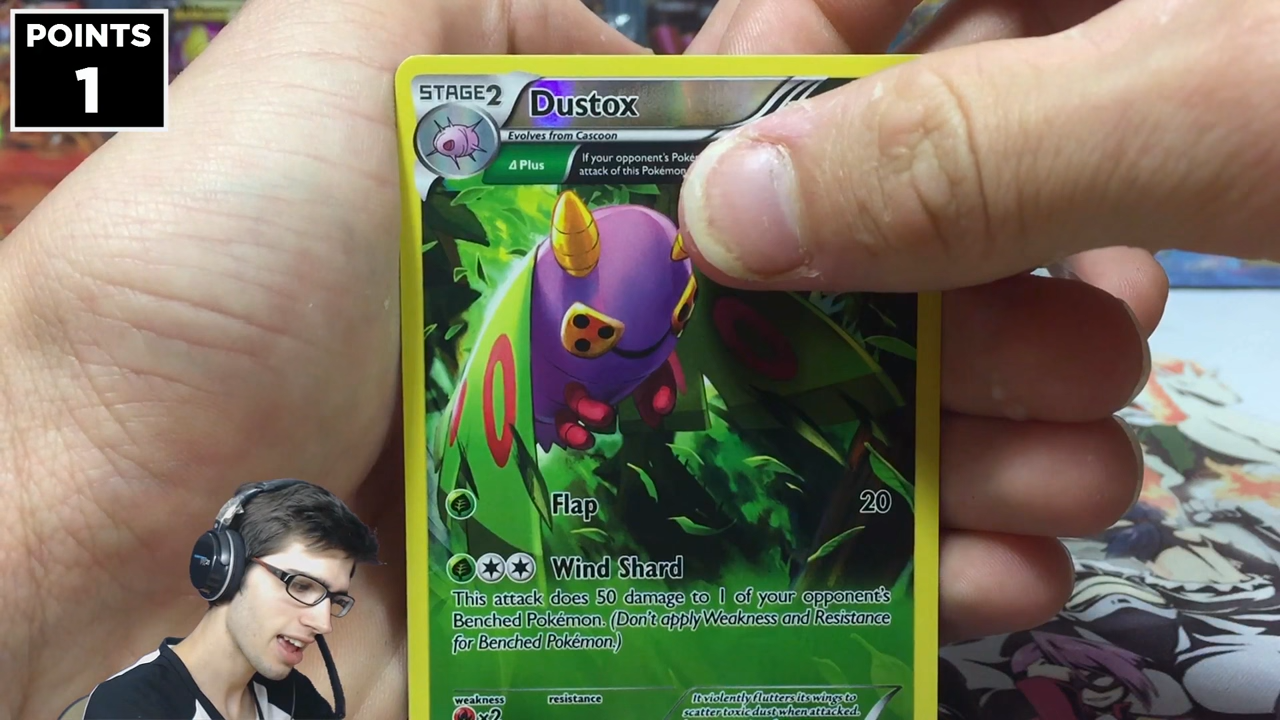 POINTS
1
STAGE2
Dustox
Evolves from Cascoon
Δ Plus
If your opponent's
attack of this Pokémon
Flap
20
Wind Shard
This attack does 50 damage to 1 of your opponent's
Benched Pokémon. (Don't apply Weakness and Resistance
for Benched Pokémon.)
weakness
resistance
x2
It violently flutters its wings to
scatter toxic dust when attacked.